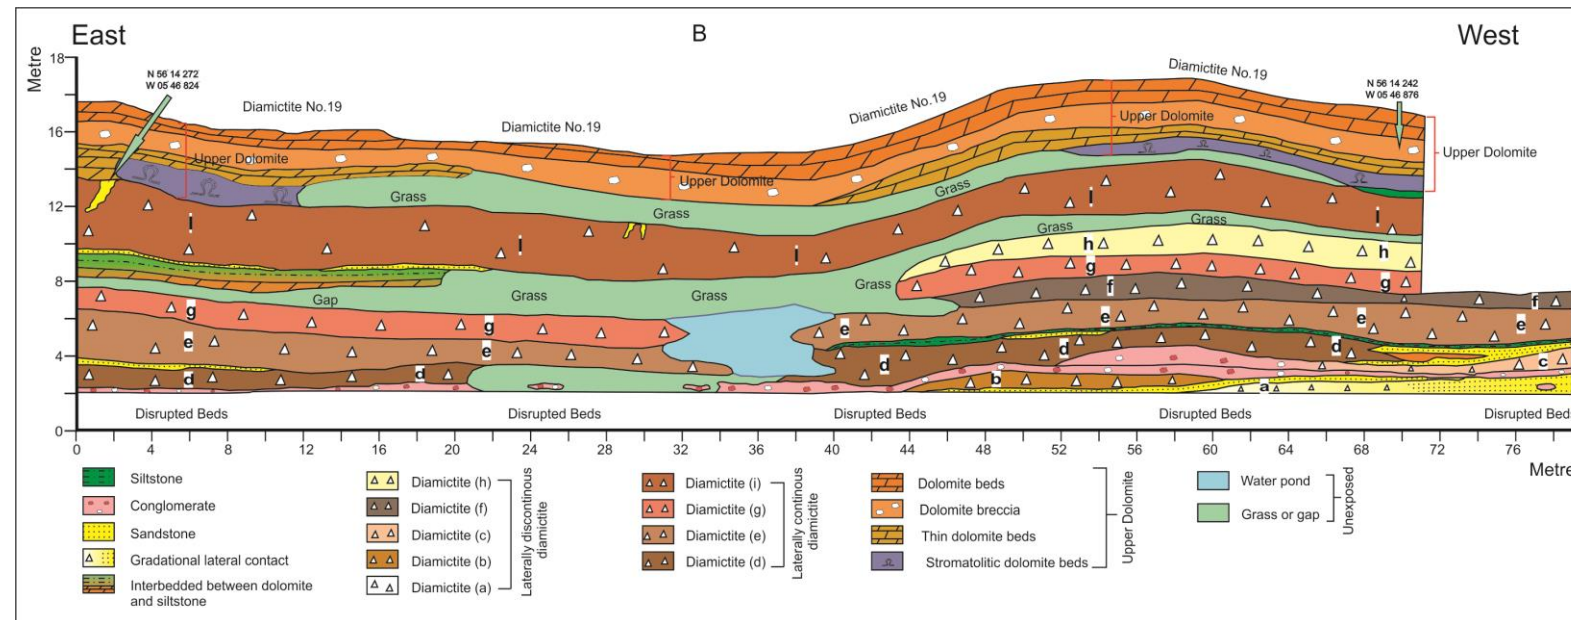 East
B
West
Metre
18
16
14
12
10
8
6
4
2
0
N 56 14 272
W 05 46 824
Diamictite No.19
Diamictite No.19
Diamictite No.19
Diamictite No.19
N 56 14 242
W 05 46 876
Upper Dolomite
Upper Dolomite
Upper Dolomite
Upper Dolomite
Grass
Grass
Grass
Grass
Grass
Gap
Grass
Grass
Grass
i
i
i
i
i
h
h
g
g
g
g
f
f
e
e
e
e
e
e
d
d
d
d
d
c
b
a
Disrupted Beds
Disrupted Beds
Disrupted Beds
Disrupted Beds
Disrupted Beds
0 4 8 12 16 20 24 28 32 36 40 44 48 52 56 60 64 68 72 76
Metre
Siltstone
Conglomerate
Sandstone
Gradational lateral contact
Interbedded between dolomite
and siltstone
Diamictite (h)
Diamictite (f)
Diamictite (c)
Diamictite (b)
Diamictite (a)
Laterally discontinous
diamictite
Diamictite (i)
Diamictite (g)
Diamictite (e)
Diamictite (d)
Laterally continous
diamictite
Dolomite beds
Dolomite breccia
Thin dolomite beds
Stromatolitic dolomite beds
Upper Dolomite
Water pond
Grass or gap
Unexposed